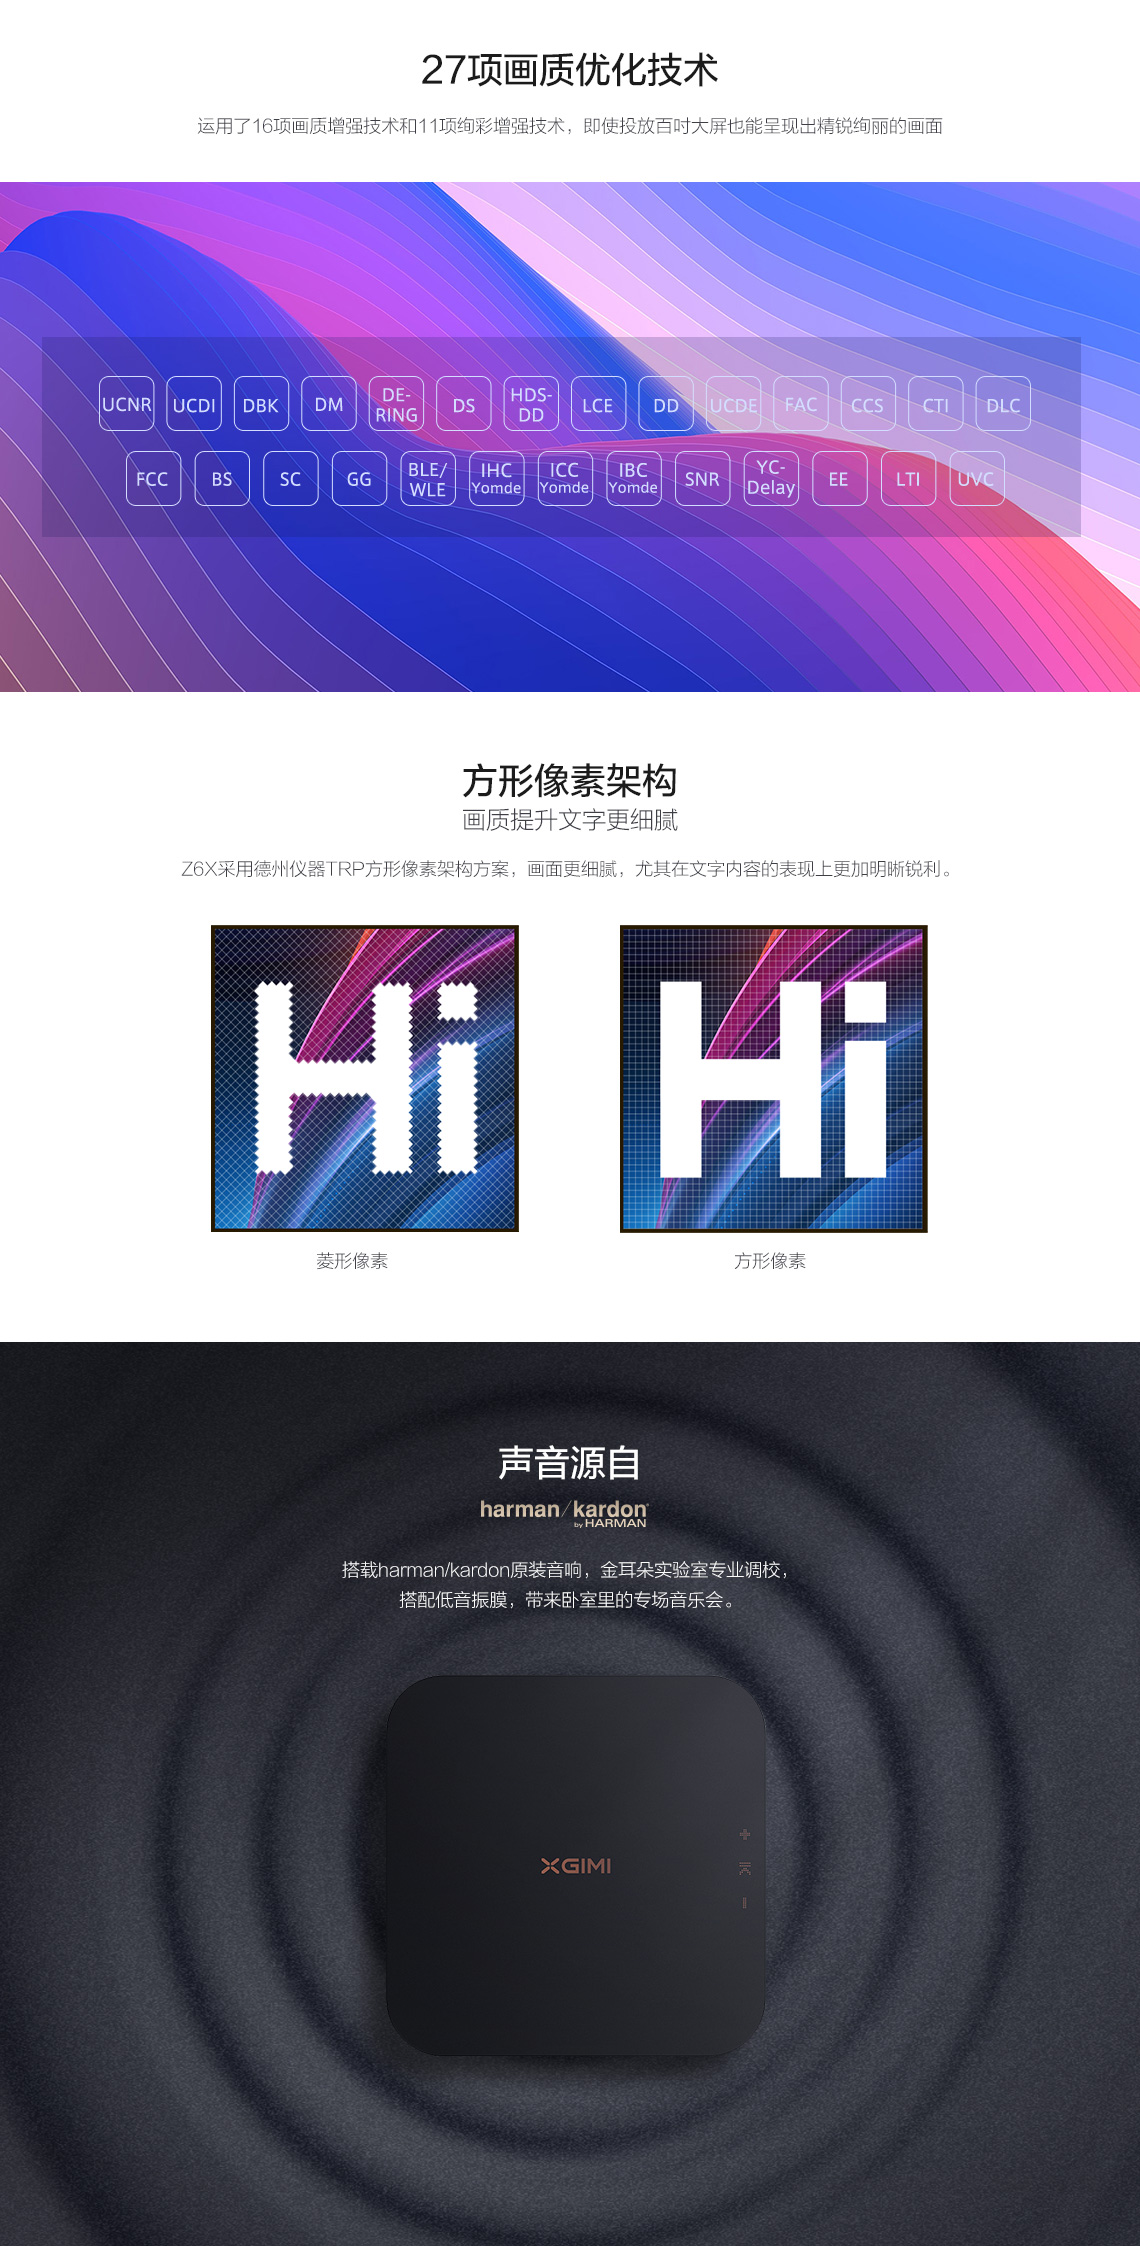 27项画质优化技术
运用了16项画质增强技术和11项绚彩增强技术，即使投放百吋大屏也能呈现出精锐绚丽的画面
UCNR UCDI DBK DM DE-RING DS HDS-DD LCE DD UCDE FAC CCS CTI DLC
FCC BS SC GG BLE/WLE IHC Yomde ICC Yomde IBC Yomde SNR YC-Delay EE LTI UVC
方形像素架构
画质提升文字更细腻
Z6X采用德州仪器TRP方形像素架构方案，画面更细腻，尤其在文字内容的表现上更加明晰锐利。
Hi Hi
菱形像素 方形像素
声音源自
harman/kardon®
by HARMAN
搭载harman/kardon原装音响，金耳朵实验室专业调校，
搭配低音振膜，带来卧室里的专场音乐会。
XGIMI